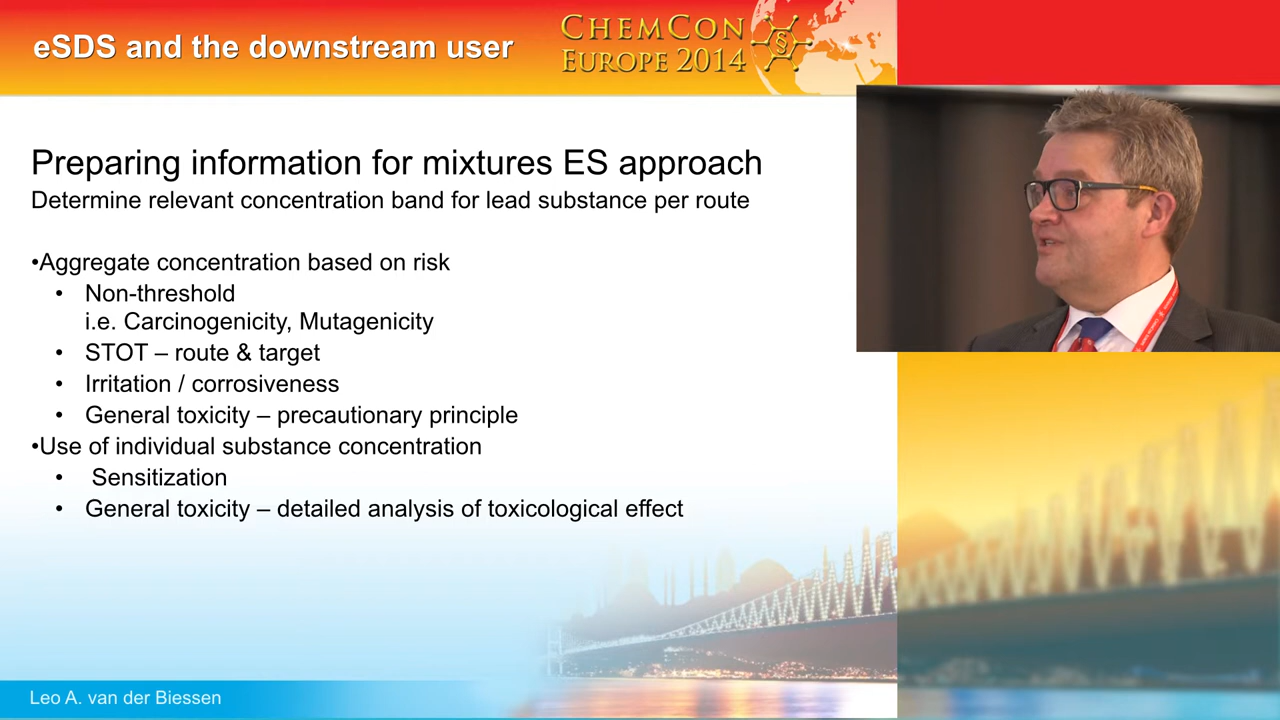 eSDS and the downstream user
CHEMCON
EUROPE 2014
§
Preparing information for mixtures ES approach
Determine relevant concentration band for lead substance per route
•Aggregate concentration based on risk
• Non-threshold
i.e. Carcinogenicity, Mutagenicity
• STOT – route & target
• Irritation / corrosiveness
• General toxicity – precautionary principle
•Use of individual substance concentration
• Sensitization
• General toxicity – detailed analysis of toxicological effect
Leo A. van der Biessen